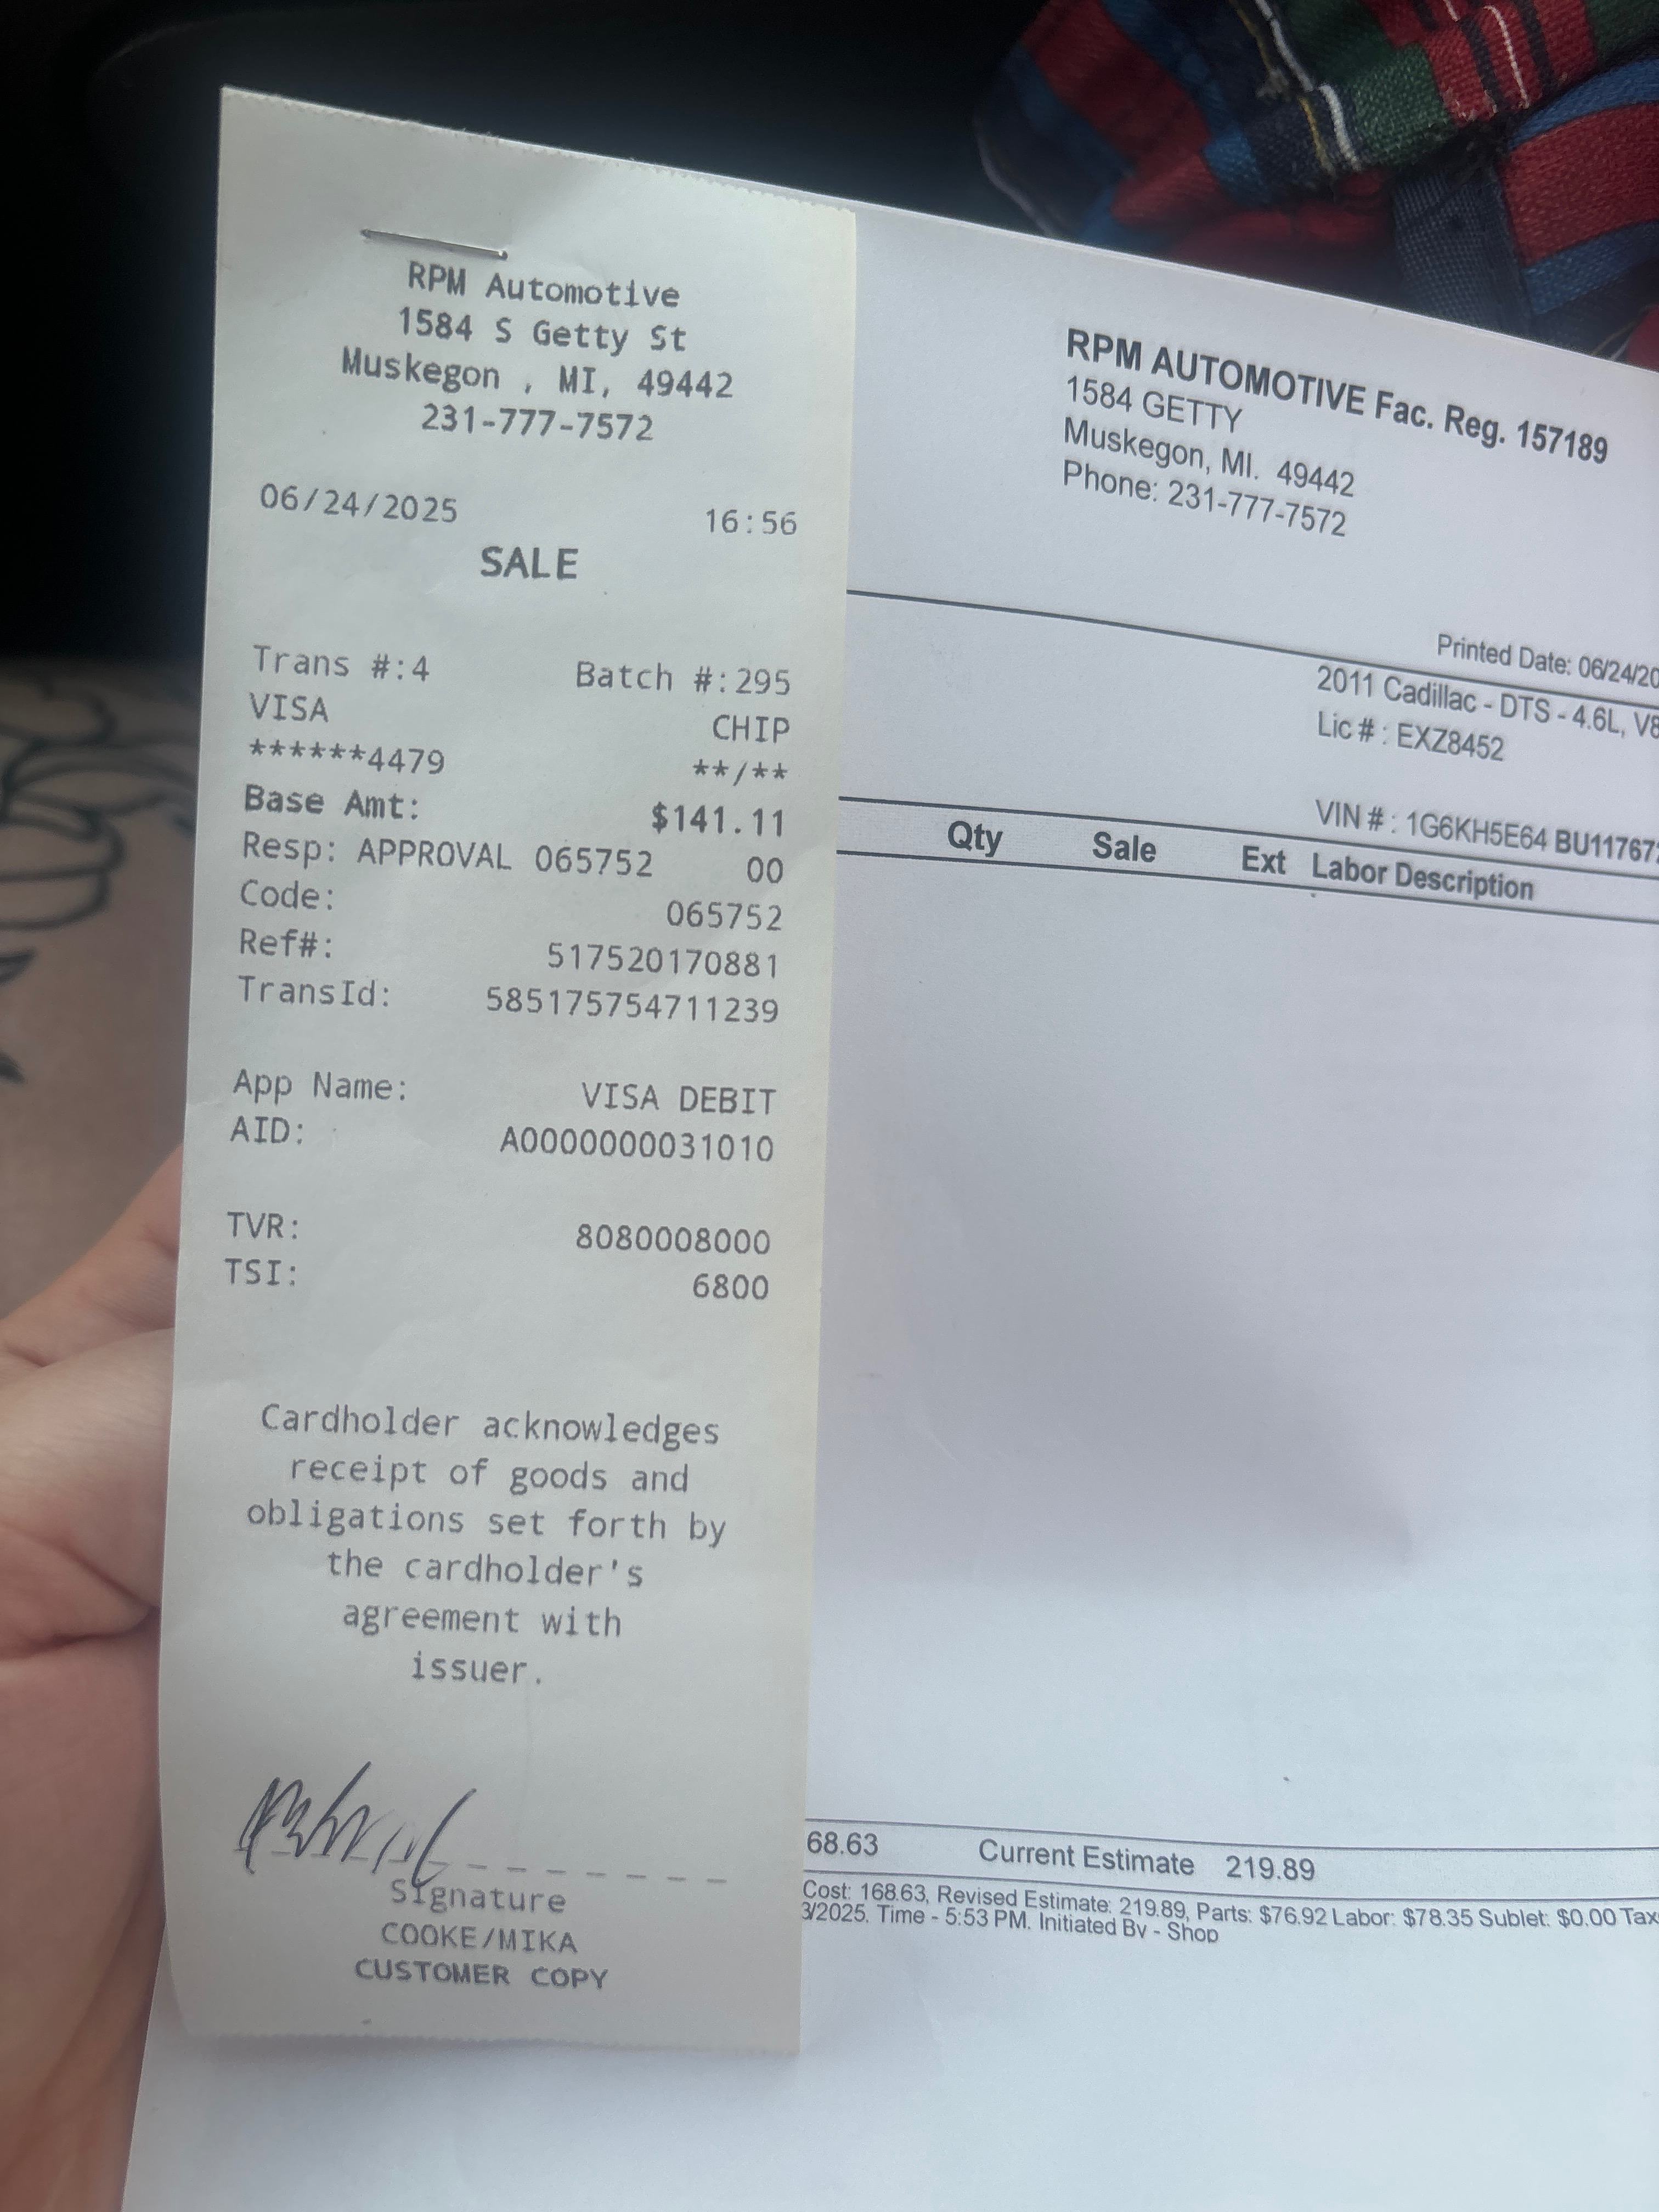 RPM Automotive
1584 S Getty St
Muskegon , MI, 49442
231-777-7572
06/24/2025 16:56
SALE
Trans #:4 Batch #:295
VISA CHIP
******4479 **/**
Base Amt: $141.11
Resp: APPROVAL 065752 00
Code: 065752
Ref#: 517520170881
TransId: 585175754711239
App Name: VISA DEBIT
AID: A0000000031010
TVR: 8080008000
TSI: 6800
Cardholder acknowledges
receipt of goods and
obligations set forth by
the cardholder's
agreement with
issuer.
Signature
COOKE/MIKA
CUSTOMER COPY
RPM AUTOMOTIVE Fac. Reg. 157189
1584 GETTY
Muskegon, MI. 49442
Phone: 231-777-7572
Printed Date: 06/24/20
2011 Cadillac - DTS - 4.6L, V8
Lic # : EXZ8452
VIN # : 1G6KH5E64 BU11767
Qty Sale Ext Labor Description
68.63 Current Estimate 219.89
Cost: 168.63, Revised Estimate: 219.89, Parts: $76.92 Labor: $78.35 Sublet: $0.00 Tax
3/2025. Time - 5:53 PM. Initiated By - Shop